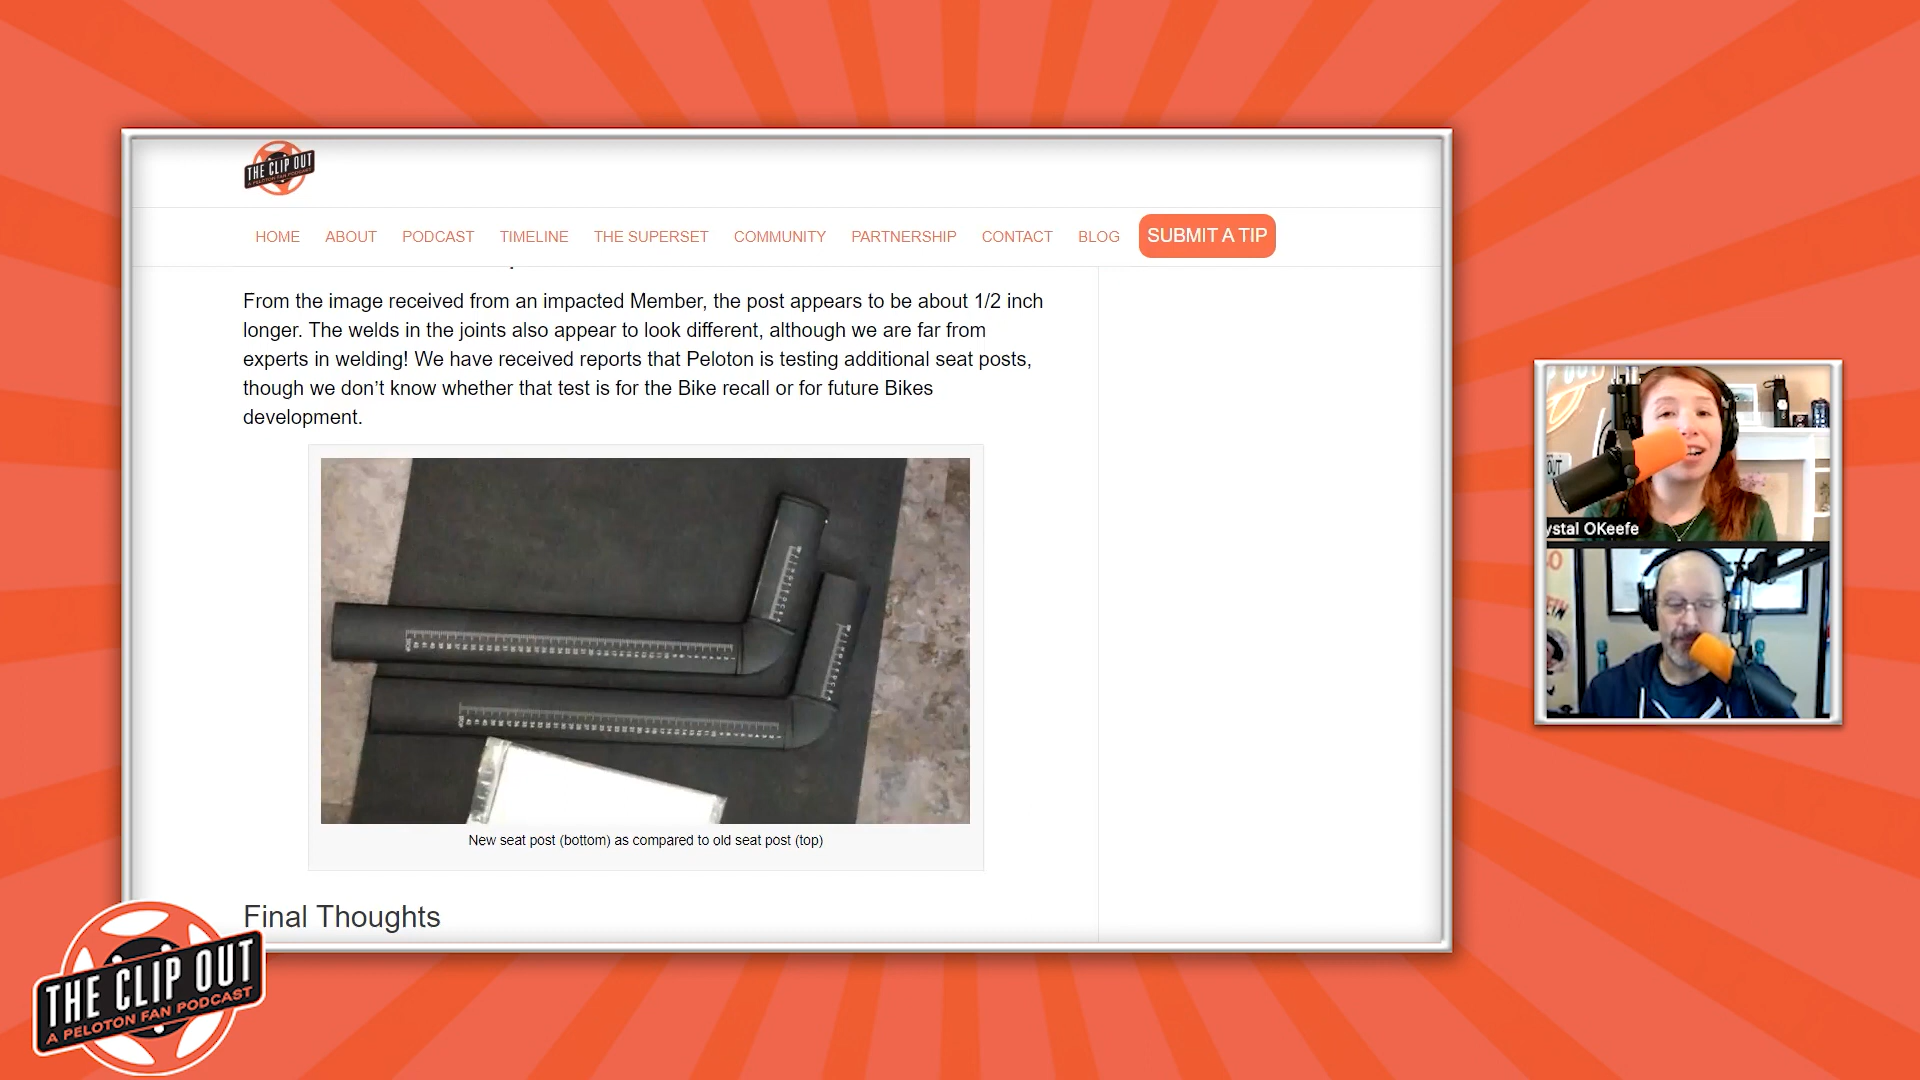 THE CLIP OUT
A PELOTON FAN PODCAST
HOME ABOUT PODCAST TIMELINE THE SUPERSET COMMUNITY PARTNERSHIP CONTACT BLOG SUBMIT A TIP
From the image received from an impacted Member, the post appears to be about 1/2 inch
longer. The welds in the joints also appear to look different, although we are far from
experts in welding! We have received reports that Peloton is testing additional seat posts,
though we don’t know whether that test is for the Bike recall or for future Bikes
development.
New seat post (bottom) as compared to old seat post (top)
Final Thoughts
ystal OKeefe
THE CLIP OUT
A PELOTON FAN PODCAST